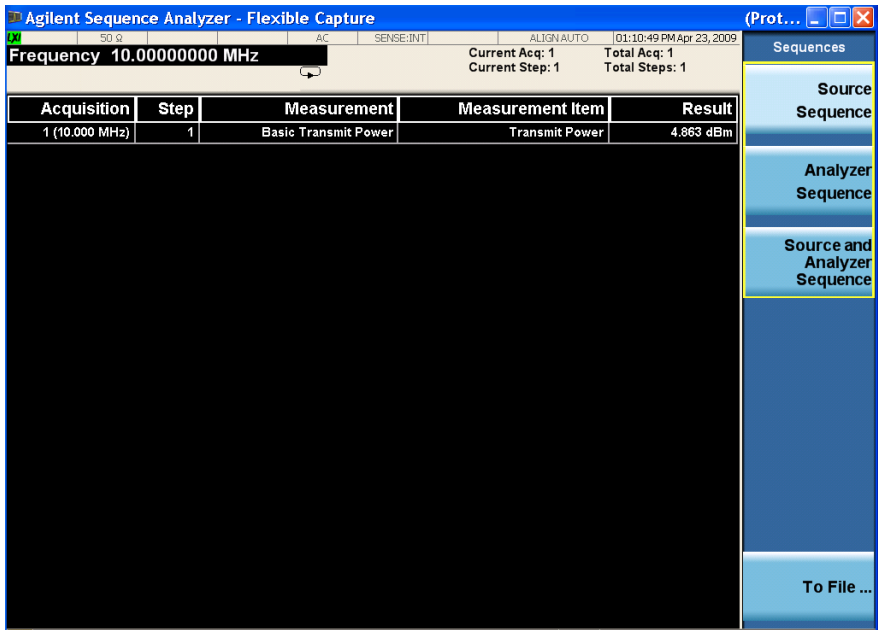 Agilent Sequence Analyzer - Flexible Capture (Prot...
LXI 50 Ω AC SENSE:INT ALIGN AUTO 01:10:49 PM Apr 23, 2009
Frequency 10.00000000 MHz
Current Acq: 1 Total Acq: 1
Current Step: 1 Total Steps: 1
Acquisition Step Measurement Measurement Item Result
1 (10.000 MHz) 1 Basic Transmit Power Transmit Power 4.863 dBm
Sequences
Source
Sequence
Analyzer
Sequence
Source and
Analyzer
Sequence
To File ...